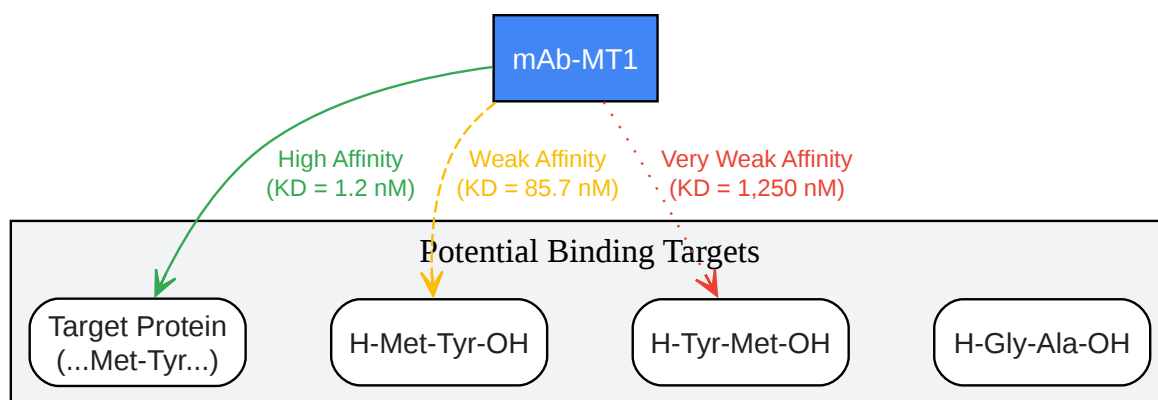 mAb-MT1
High Affinity
(KD = 1.2 nM)
Weak Affinity
(KD = 85.7 nM)
Very Weak Affinity
(KD = 1,250 nM)
Potential Binding Targets
Target Protein
(...Met-Tyr...)
H-Met-Tyr-OH
H-Tyr-Met-OH
H-Gly-Ala-OH